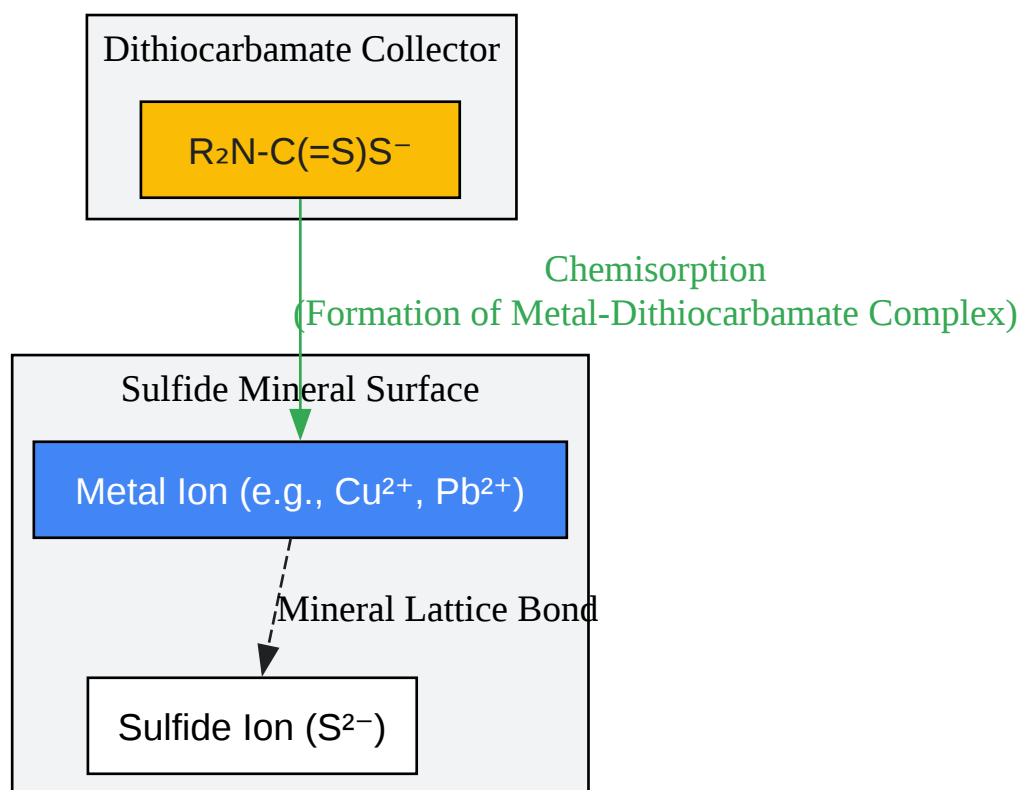 Dithiocarbamate Collector
R₂N-C(=S)S⁻
Chemisorption
(Formation of Metal-Dithiocarbamate Complex)
Sulfide Mineral Surface
Metal Ion (e.g., Cu²⁺, Pb²⁺)
Mineral Lattice Bond
Sulfide Ion (S²⁻)